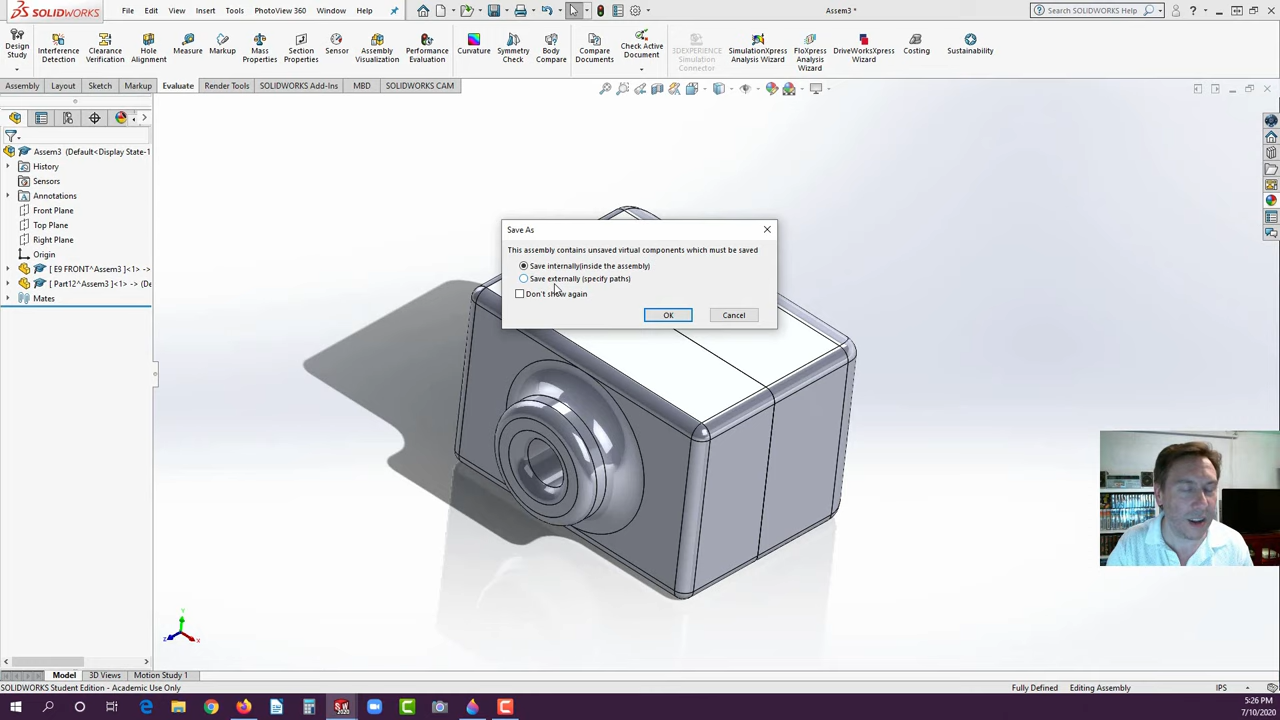 SOLIDWORKS File Edit View Insert Tools PhotoView 360 Window Help Assem3 * Search SOLIDWORKS Help
Design Study Interference Detection Clearance Verification Hole Alignment Measure Markup Mass Properties Section Properties Sensor Assembly Visualization Performance Evaluation Curvature Symmetry Check Body Compare Compare Documents Check Active Document 3DEXPERIENCE Simulation Connector SimulationXpress Analysis Wizard FloXpress Analysis Wizard DriveWorksXpress Wizard Costing Sustainability
Assembly Layout Sketch Markup Evaluate Render Tools SOLIDWORKS Add-Ins MBD SOLIDWORKS CAM
Assem3 (Default<Display State-1
History
Sensors
Annotations
Front Plane
Top Plane
Right Plane
Origin
[ E9 FRONT^Assem3 ] ->
[ Part12^Assem3 ] -> (De
Mates
Save As
This assembly contains unsaved virtual components which must be saved
Save internally(inside the assembly)
Save externally (specify paths)
Don't show again
OK Cancel
Y
Z X
Model 3D Views Motion Study 1
SOLIDWORKS Student Edition - Academic Use Only Fully Defined Editing Assembly IPS
SW 2020
5:26 PM
7/10/2020